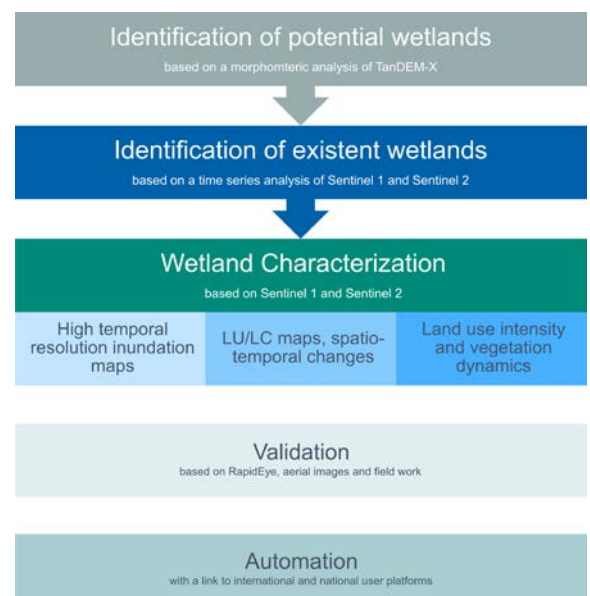 Identification of potential wetlands
based on a morphomteric analysis of TanDEM-X
Identification of existent wetlands
based on a time series analysis of Sentinel 1 and Sentinel 2
Wetland Characterization
based on Sentinel 1 and Sentinel 2
High temporal
resolution inundation
maps
LU/LC maps, spatio-
temporal changes
Land use intensity
and vegetation
dynamics
Validation
based on RapidEye, aerial images and field work
Automation
with a link to international and national user platforms